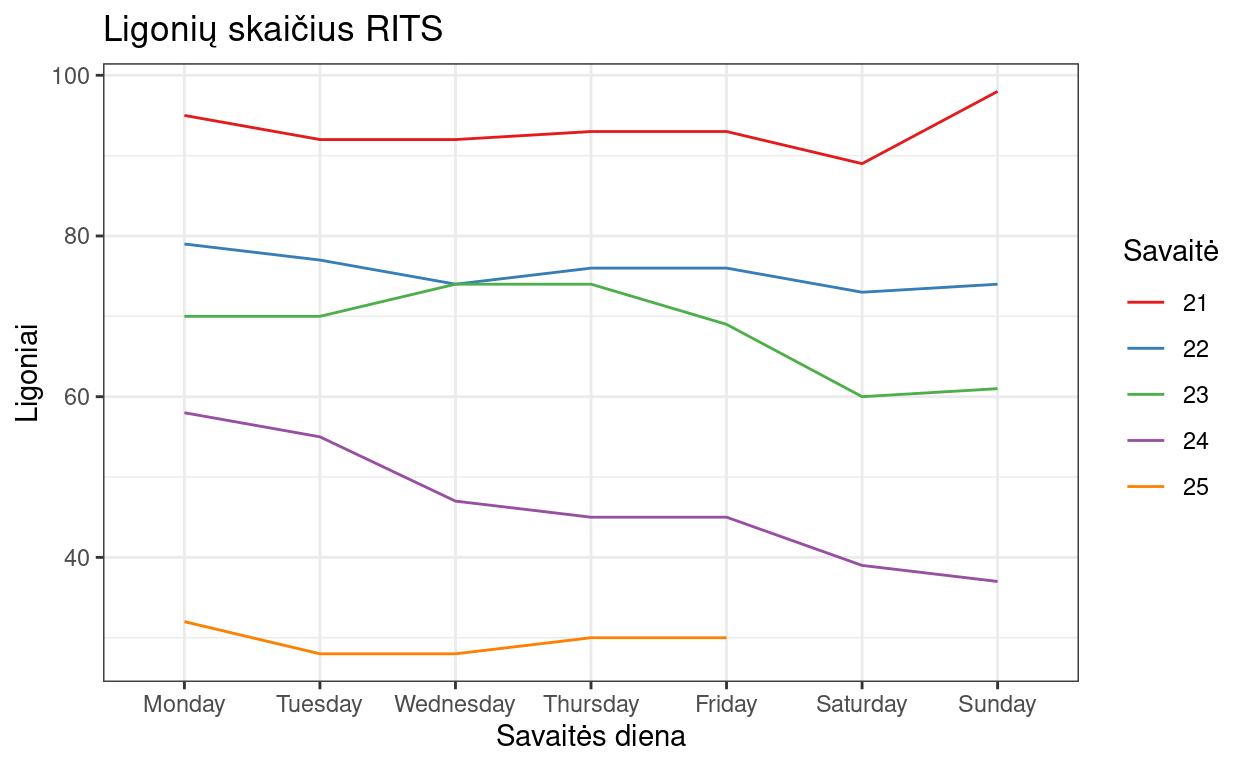 Ligonių skaičius RITS
100
80
60
40
Ligoniai
Monday Tuesday Wednesday Thursday Friday Saturday Sunday
Savaitės diena
Savaitė
21
22
23
24
25